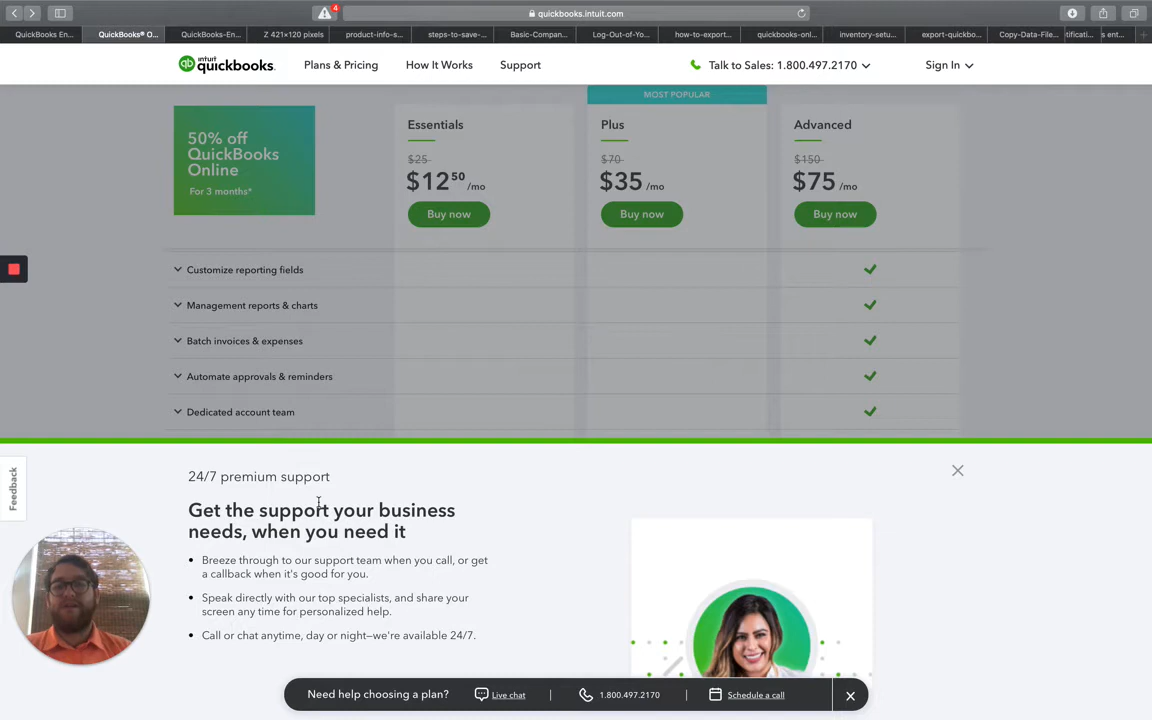 4
quickbooks.intuit.com
QuickBooks En...
QuickBooks® O...
QuickBooks-En...
Z 421×120 pixels
product-info-s...
steps-to-save-...
Basic-Compan...
Log-Out-of-Yo...
how-to-export...
quickbooks-onl...
inventory-setu...
export-quickbo...
Copy-Data-File...
tificati...
s ent...
intuit
quickbooks.
qb
Plans & Pricing
How It Works
Support
Talk to Sales: 1.800.497.2170
Sign In
MOST POPULAR
50% off
QuickBooks
Online
For 3 months*
Essentials
$25
$12 50 /mo
Buy now
Plus
$70
$35 /mo
Buy now
Advanced
$150
$75 /mo
Buy now
Customize reporting fields
Management reports & charts
Batch invoices & expenses
Automate approvals & reminders
Dedicated account team
Feedback
24/7 premium support
Get the support your business
needs, when you need it
• Breeze through to our support team when you call, or get
a callback when it's good for you.
• Speak directly with our top specialists, and share your
screen any time for personalized help.
• Call or chat anytime, day or night—we're available 24/7.
Need help choosing a plan?
Live chat
1.800.497.2170
Schedule a call